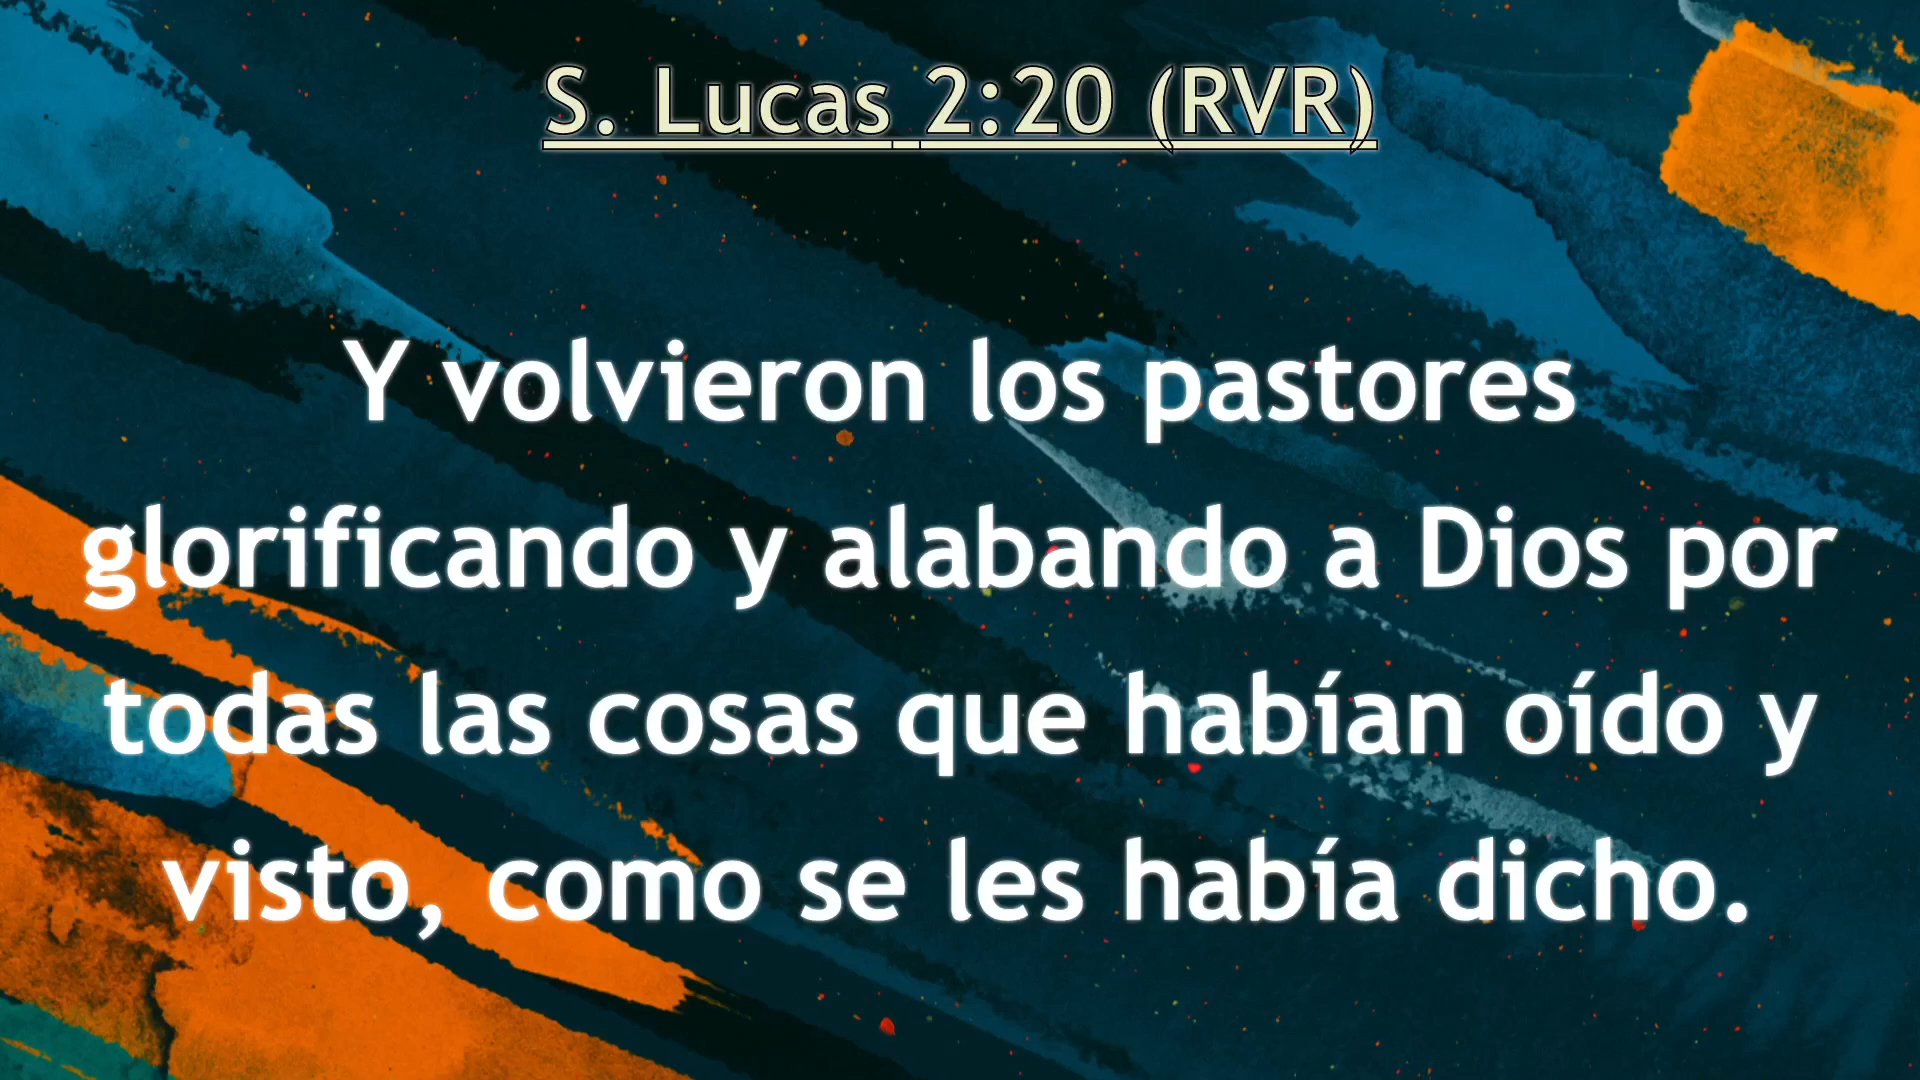 S. Lucas 2:20 (RVR)
Y volvieron los pastores
glorificando y alabando a Dios por
todas las cosas que habían oído y
visto, como se les había dicho.